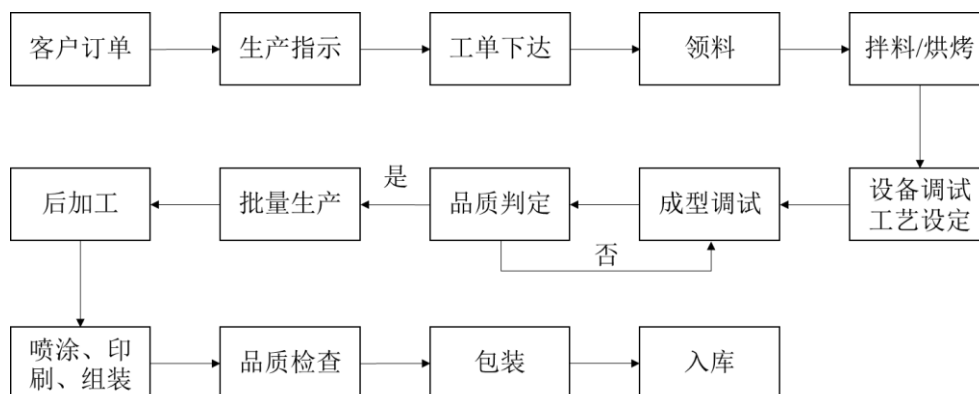 客户订单
生产指示
工单下达
领料
拌料/烘烤
后加工
是
批量生产
品质判定
成型调试
设备调试
工艺设定
否
喷涂、印
刷、组装
品质检查
包装
入库